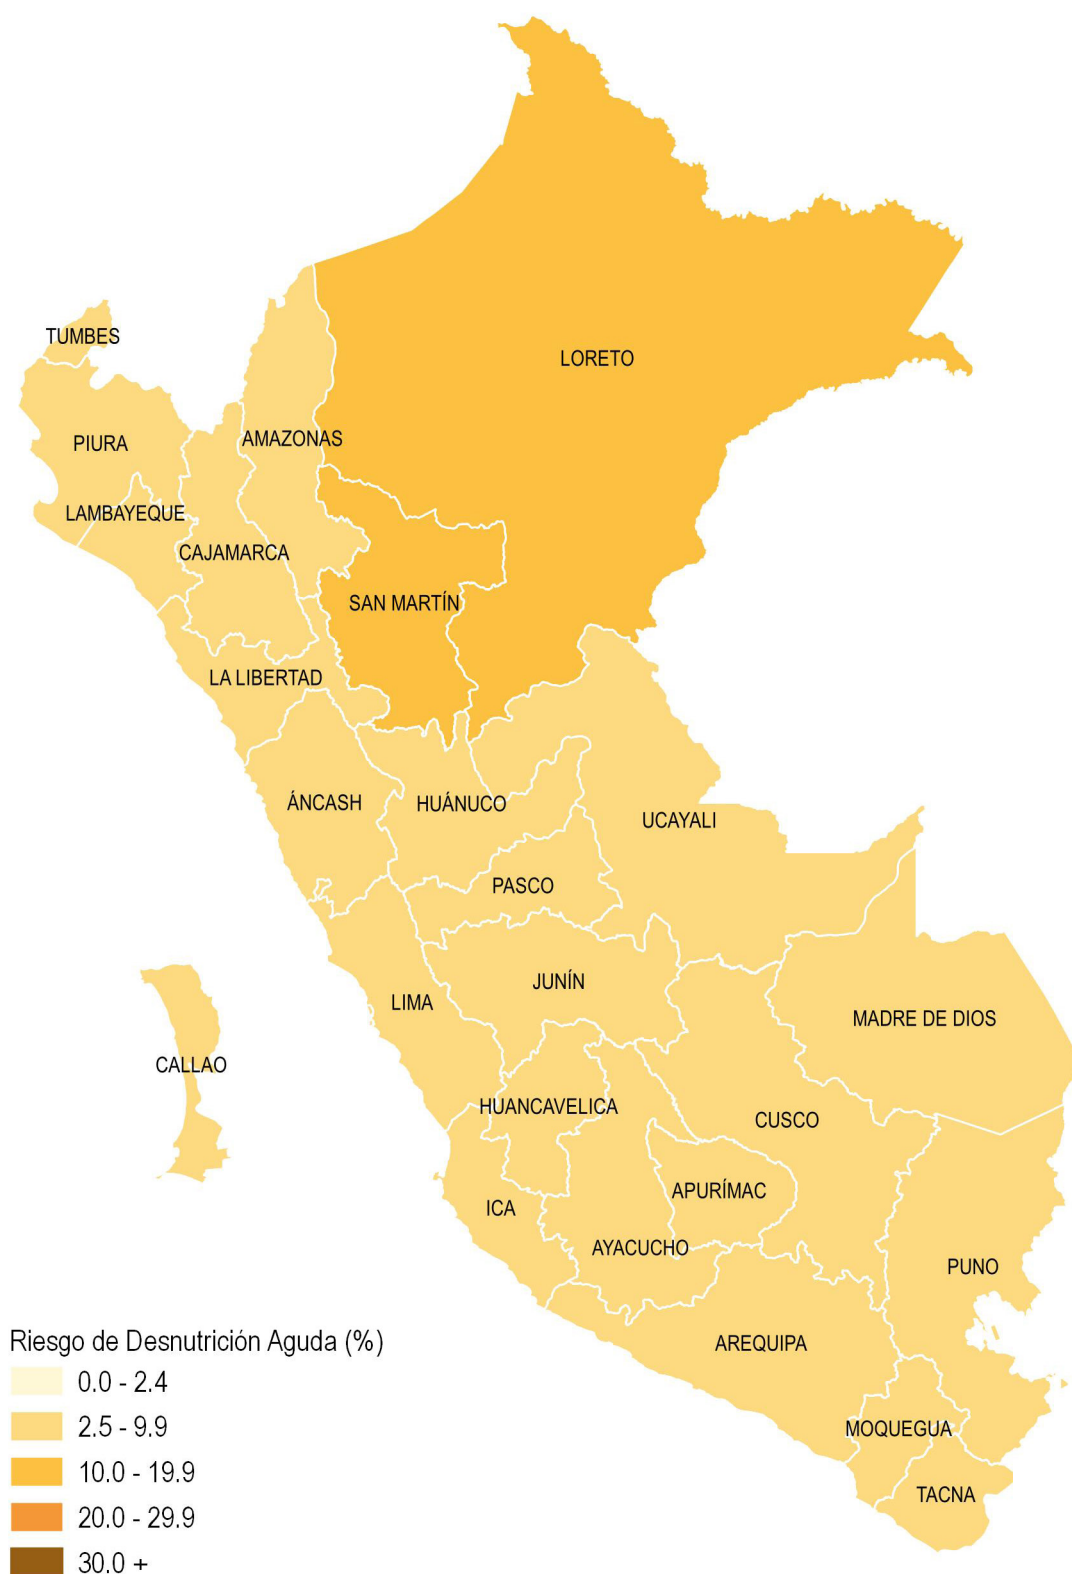 TUMBES
LORETO
PIURA
AMAZONAS
LAMBAYEQUE
CAJAMARCA
SAN MARTÍN
LA LIBERTAD
ÁNCASH
HUÁNUCO
UCAYALI
PASCO
JUNÍN
LIMA
MADRE DE DIOS
CALLAO
HUANCAVELICA
CUSCO
APURÍMAC
ICA
AYACUCHO
PUNO
AREQUIPA
MOQUEGUA
TACNA
Riesgo de Desnutrición Aguda (%)
0.0 - 2.4
2.5 - 9.9
10.0 - 19.9
20.0 - 29.9
30.0 +